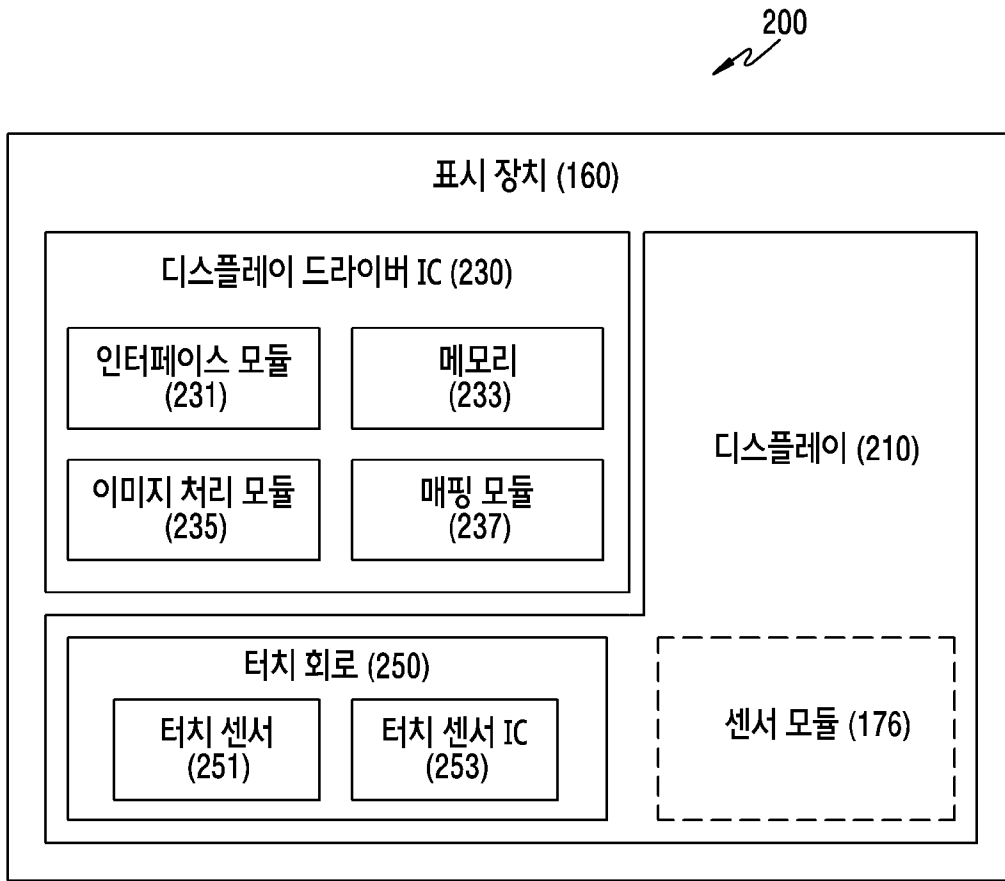 200
표시 장치 (160)
디스플레이 드라이버 IC (230)
인터페이스 모듈
(231)
메모리
(233)
이미지 처리 모듈
(235)
매핑 모듈
(237)
디스플레이 (210)
터치 회로 (250)
터치 센서
(251)
터치 센서 IC
(253)
센서 모듈 (176)